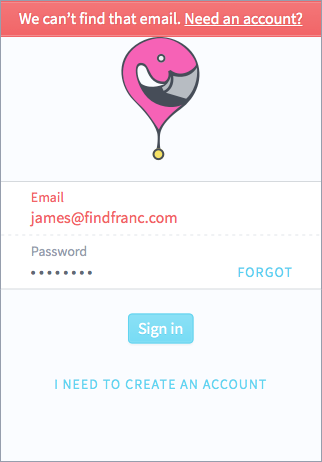 We can't find that email. Need an account?
Email
james@findfranc.com
Password
FORGOT
Sign in
I NEED TO CREATE AN ACCOUNT